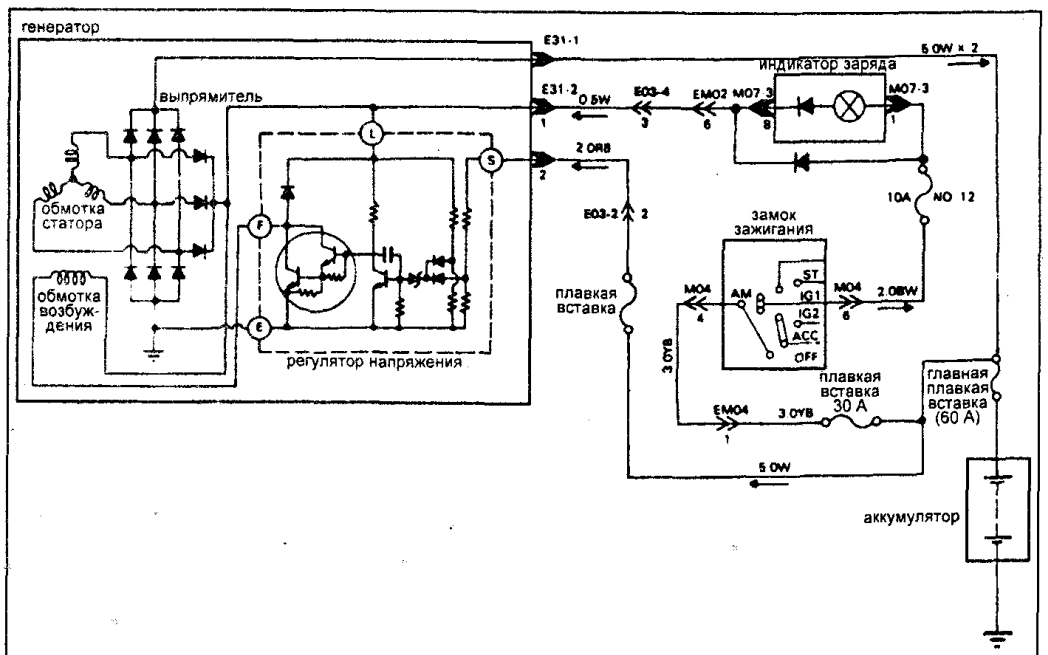 генератор
E31-1
5 0W × 2
индикатор заряда
выпрямитель
E31-2
0.5W
E03-4
EM02
M07-3
M07-3
1
3
6
8
1
L
S
2 0RB
2
обмотка
статора
F
E03-2
2
10A
NO 12
замок
зажигания
обмотка
возбуж-
дения
плавкая
вставка
M04
AM
ST
IG1
M04
2.0BW
4
6
IG2
ACC
OFF
E
регулятор напряжения
3 0YB
плавкая
вставка
30 A
главная
плавкая
вставка
(60 A)
EM04
3 0YB
1
5 0W
аккумулятор